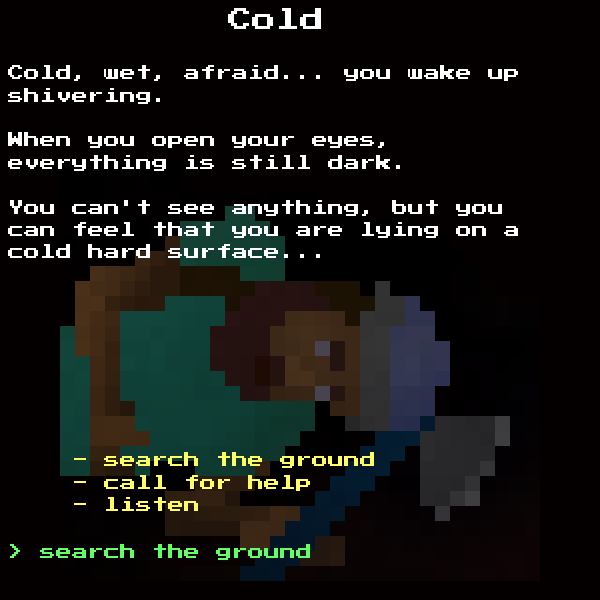 Cold
Cold, wet, afraid... you wake up
shivering.
When you open your eyes,
everything is still dark.
You can't see anything, but you
can feel that you are lying on a
cold hard surface...
- search the ground
- call for help
- listen
> search the ground